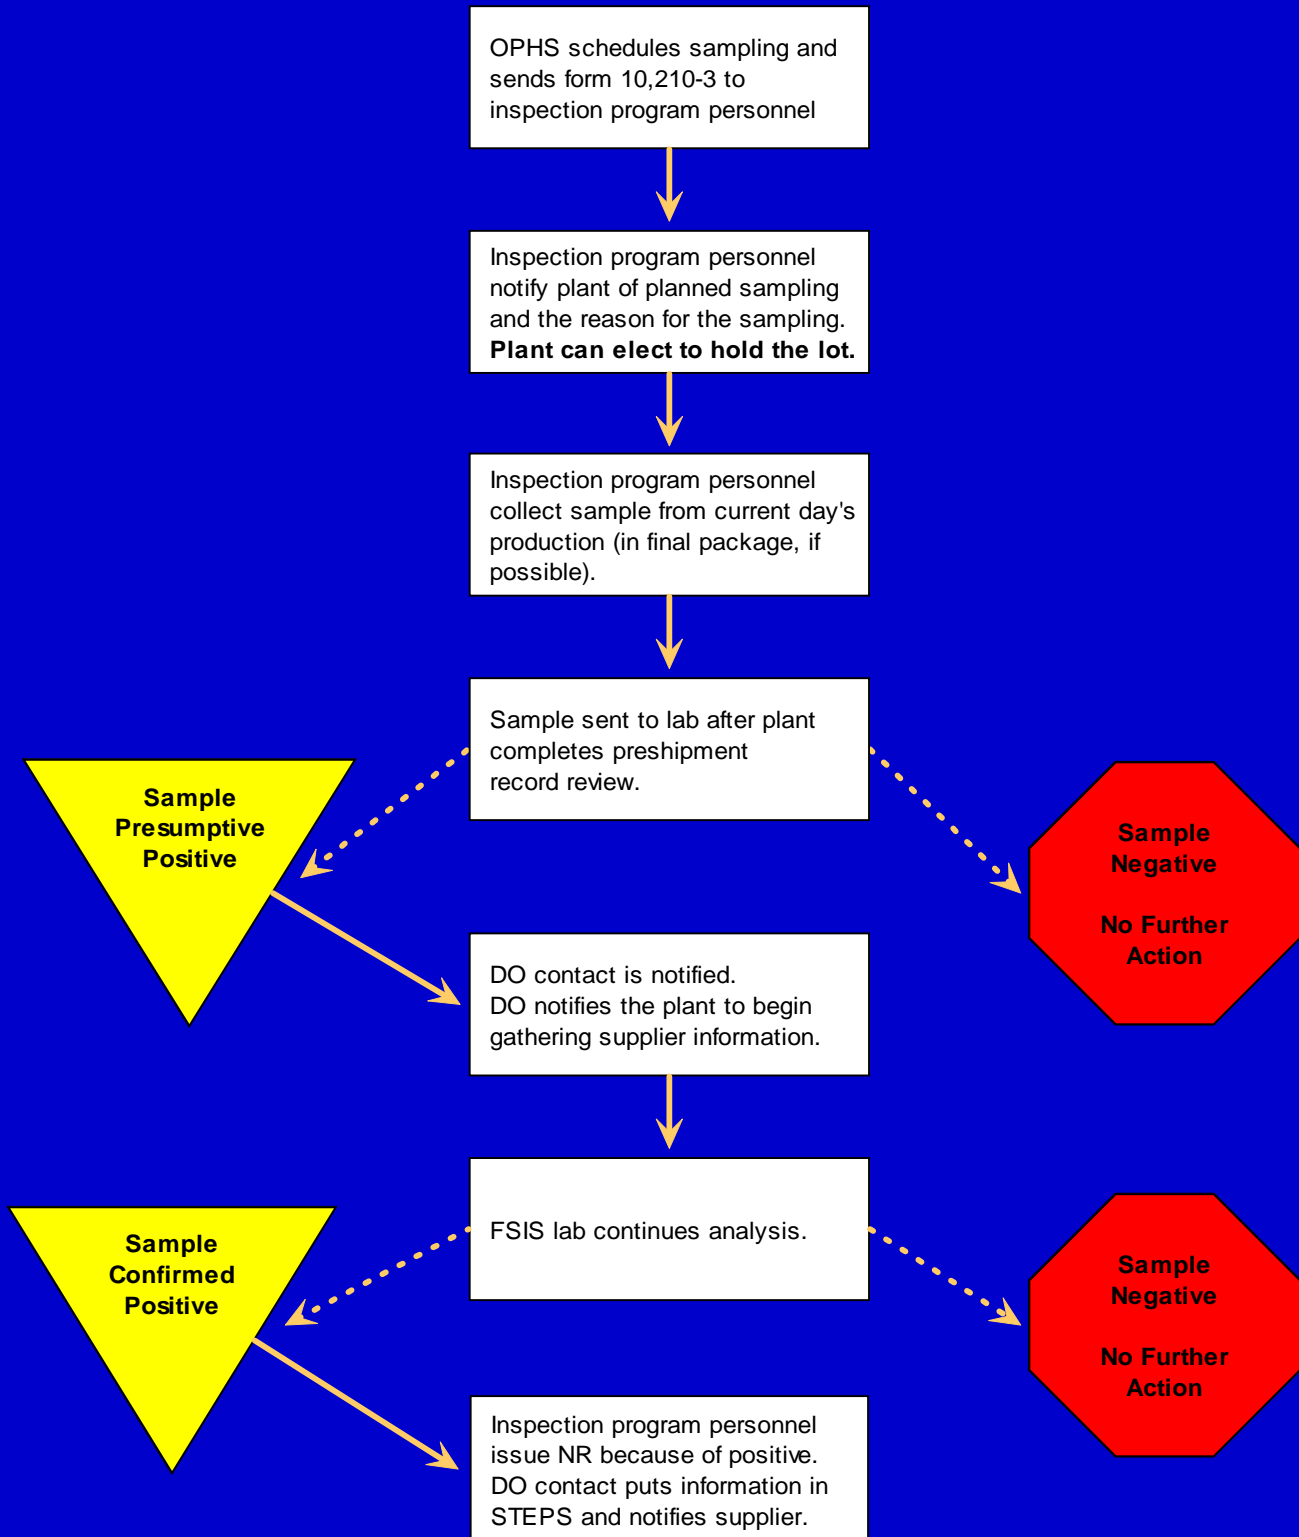 OPHS schedules sampling and
sends form 10,210-3 to
inspection program personnel
Inspection program personnel
notify plant of planned sampling
and the reason for the sampling.
Plant can elect to hold the lot.
Inspection program personnel
collect sample from current day's
production (in final package, if
possible).
Sample sent to lab after plant
completes preshipment
record review.
Sample
Presumptive
Positive
Sample
Negative
No Further
Action
DO contact is notified.
DO notifies the plant to begin
gathering supplier information.
FSIS lab continues analysis.
Sample
Confirmed
Positive
Sample
Negative
No Further
Action
Inspection program personnel
issue NR because of positive.
DO contact puts information in
STEPS and notifies supplier.